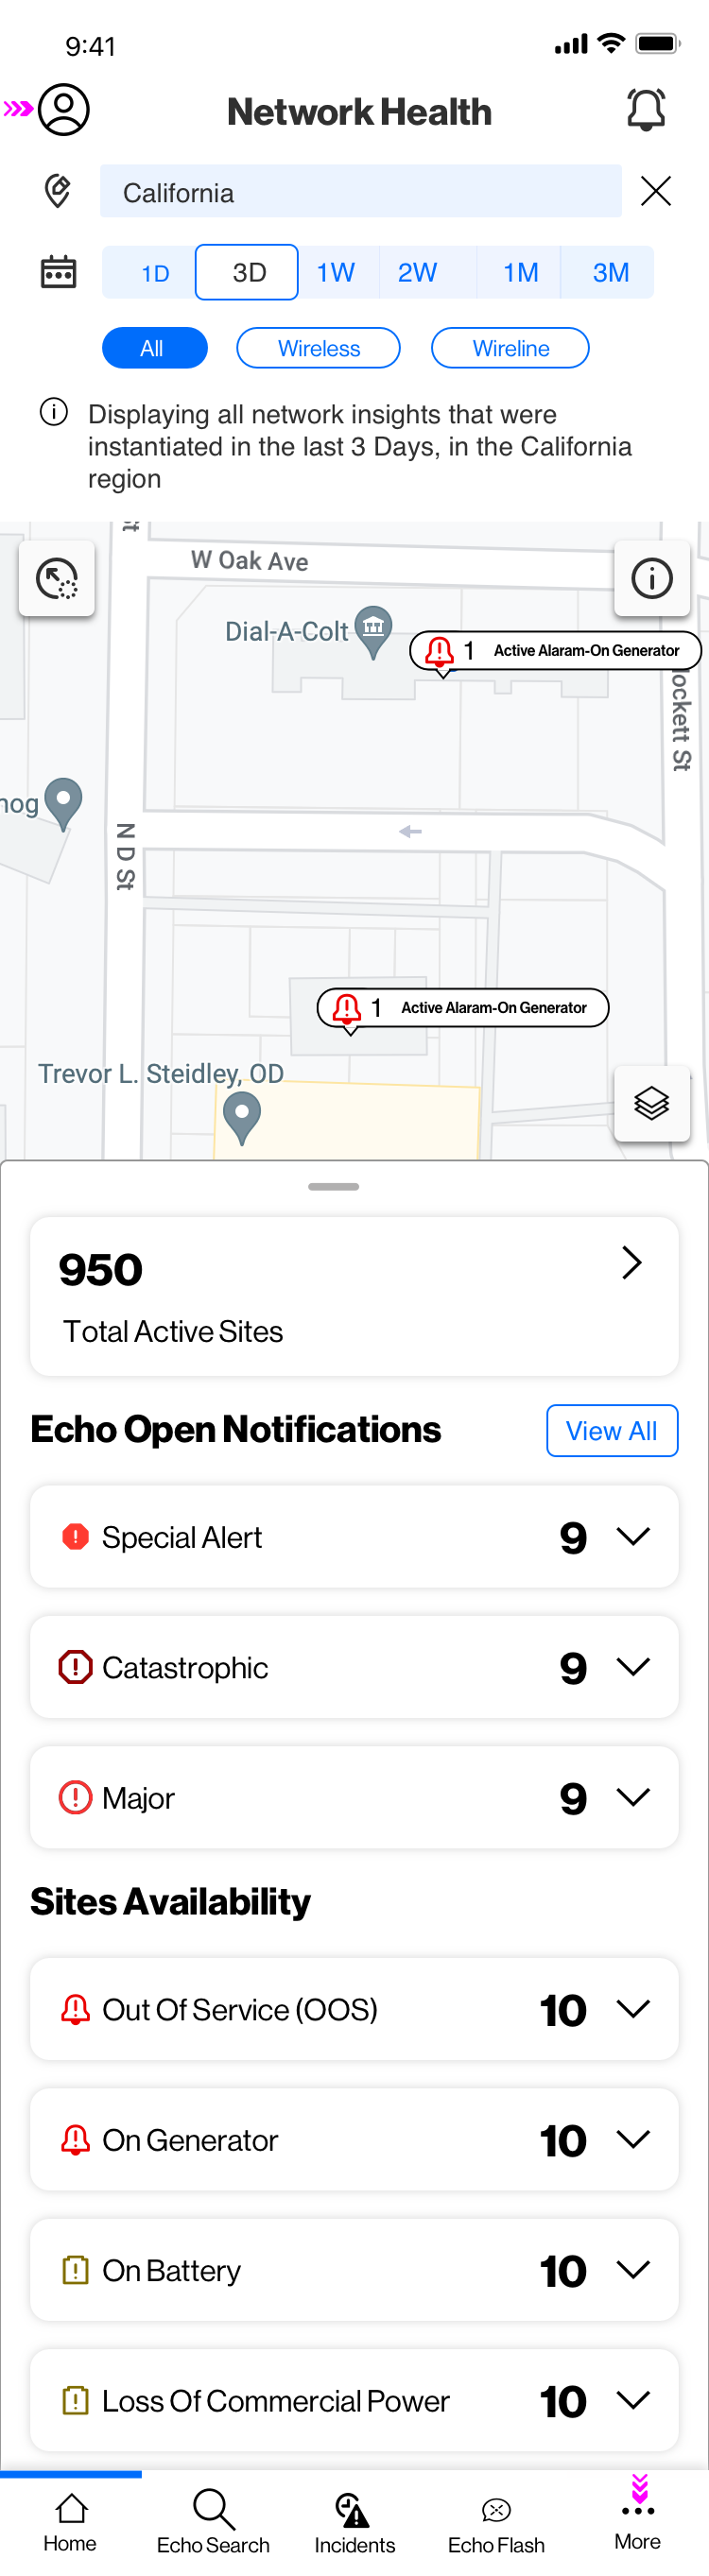 9:41
Network Health
California
1D 3D 1W 2W 1M 3M
All Wireless Wireline
Displaying all network insights that were
instantiated in the last 3 Days, in the California
region
St
W Oak Ave
Dial-A-Colt
1 Active Alaram-On Generator
lockett St
nog
N D St
1 Active Alaram-On Generator
Trevor L. Steidley, OD
950
Total Active Sites
Echo Open Notifications
View All
Special Alert 9
Catastrophic 9
Major 9
Sites Availability
Out Of Service (OOS) 10
On Generator 10
On Battery 10
Loss Of Commercial Power 10
Home Echo Search Incidents Echo Flash More